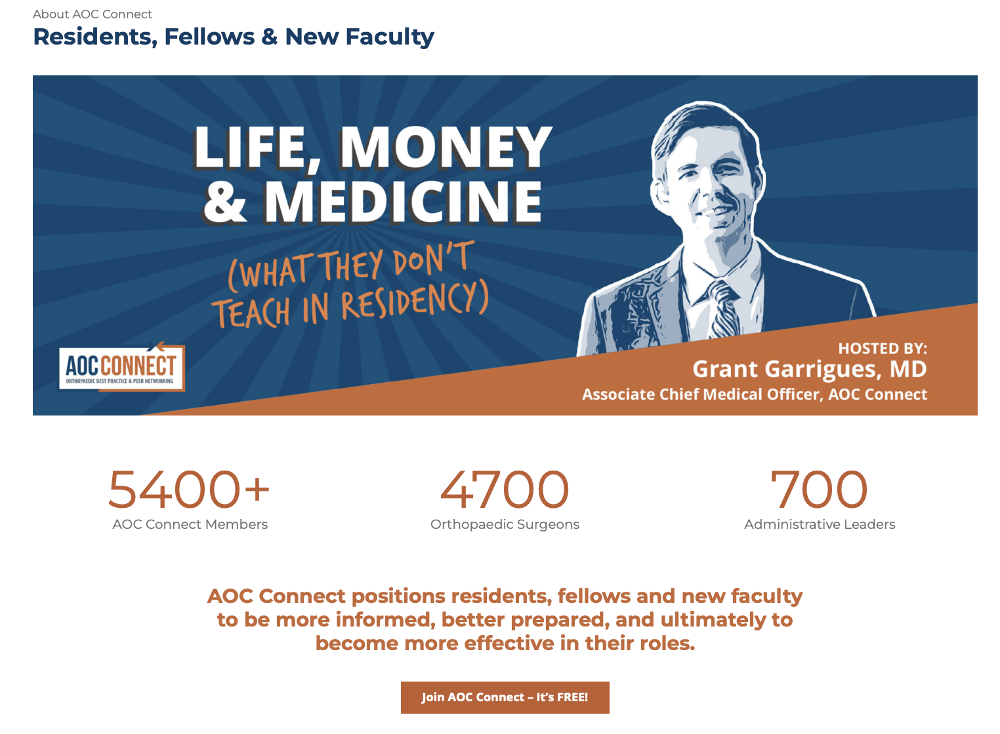 About AOC Connect
Residents, Fellows & New Faculty
LIFE, MONEY
& MEDICINE
(WHAT THEY DON'T
TEACH IN RESIDENCY)
AOC CONNECT
ORTHOPAEDIC BEST PRACTICE & PEER NETWORKING
HOSTED BY:
Grant Garrigues, MD
Associate Chief Medical Officer, AOC Connect
5400+
AOC Connect Members
4700
Orthopaedic Surgeons
700
Administrative Leaders
AOC Connect positions residents, fellows and new faculty
to be more informed, better prepared, and ultimately to
become more effective in their roles.
Join AOC Connect – It’s FREE!